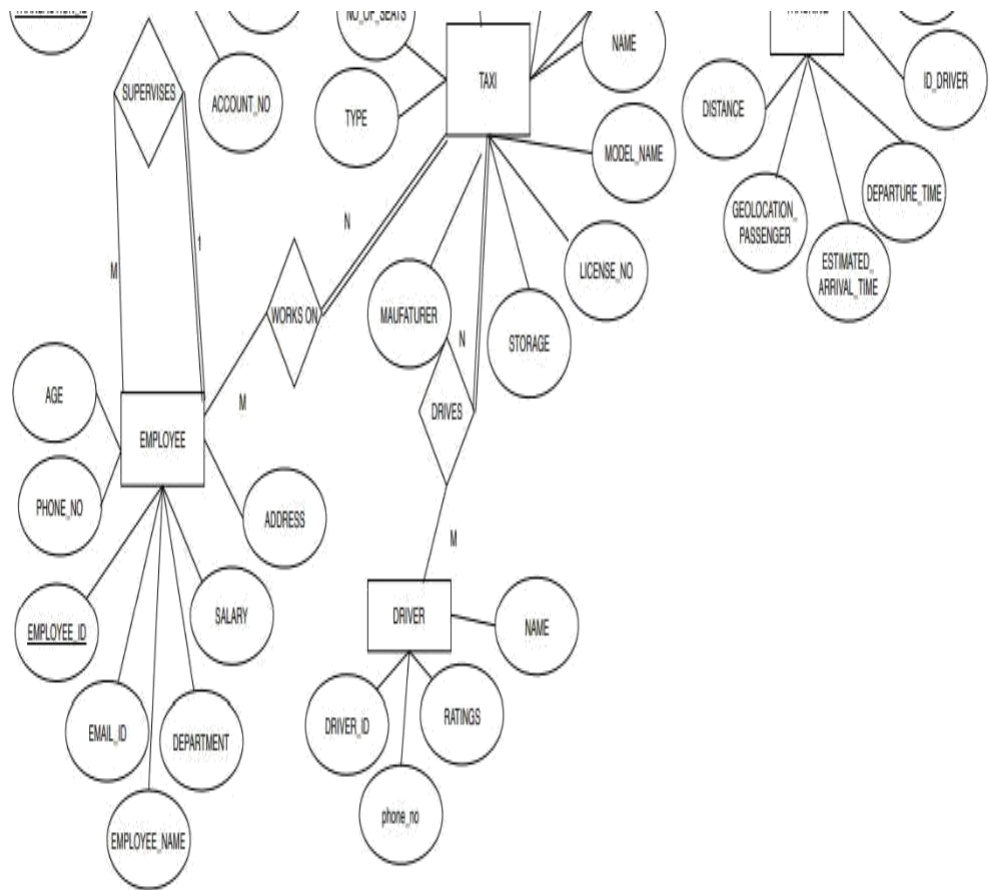 NO_OF_SEATS
NAME
TAXI
ID_DRIVER
SUPERVISES
ACCOUNT_NO
DISTANCE
TYPE
MODEL_NAME
DEPARTURE_TIME
GEOLOCATION_
PASSENGER
N
1
M
ESTIMATED_
ARRIVAL_TIME
LICENSE_NO
WORKS ON
MAUFATURER
N
STORAGE
AGE
M
DRIVES
EMPLOYEE
PHONE_NO
ADDRESS
M
DRIVER
SALARY
NAME
EMPLOYEE_ID
DRIVER_ID
RATINGS
EMAIL_ID
DEPARTMENT
phone_no
EMPLOYEE_NAME